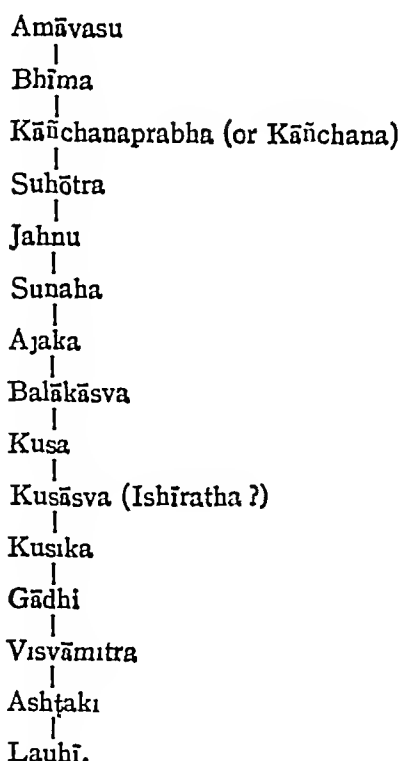 Amāvasu
Bhīma
Kāñchanaprabha (or Kāñchana)
Suhōtra
Jahnu
Sunaha
Ajaka
Balākāsva
Kusa
Kusāsva (Ishīratha ?)
Kusika
Gādhi
Visvāmitra
Ashṭaki
Lauhī.